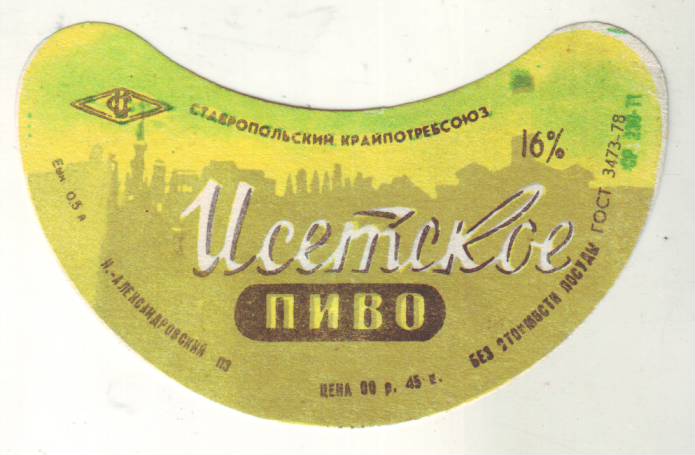 СТАВРОПОЛЬСКИЙ КРАЙПОТРЕБСОЮЗ
16%
Емк 0,5 л
Исетское
ПИВО
Н.-АЛЕКСАНДРОВСКИЙ ПЗ
ЦЕНА 00 р. 45 к.
БЕЗ СТОИМОСТИ ПОСУДЫ ГОСТ 3473-78